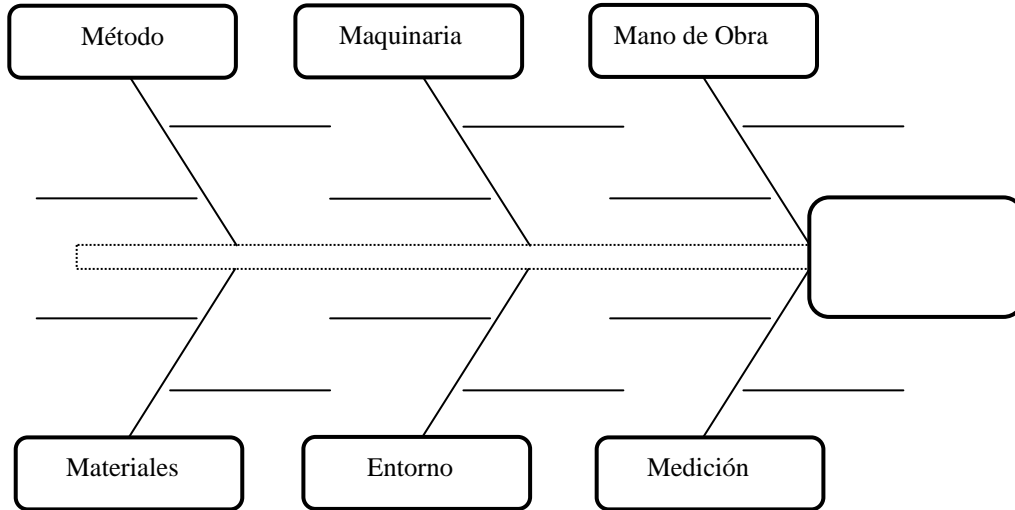 Método
Maquinaria
Mano de Obra
Materiales
Entorno
Medición